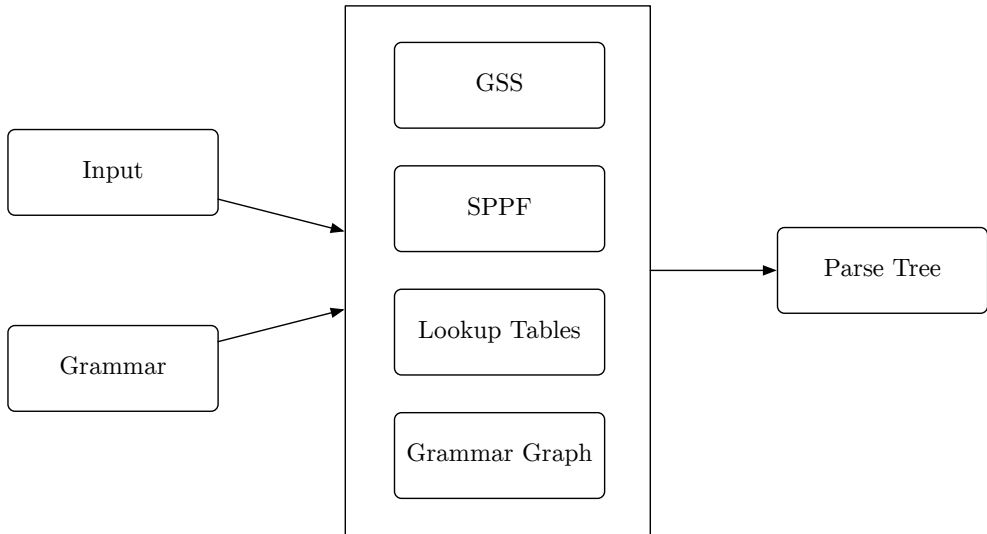 Input
Grammar
GSS
SPPF
Lookup Tables
Grammar Graph
Parse Tree